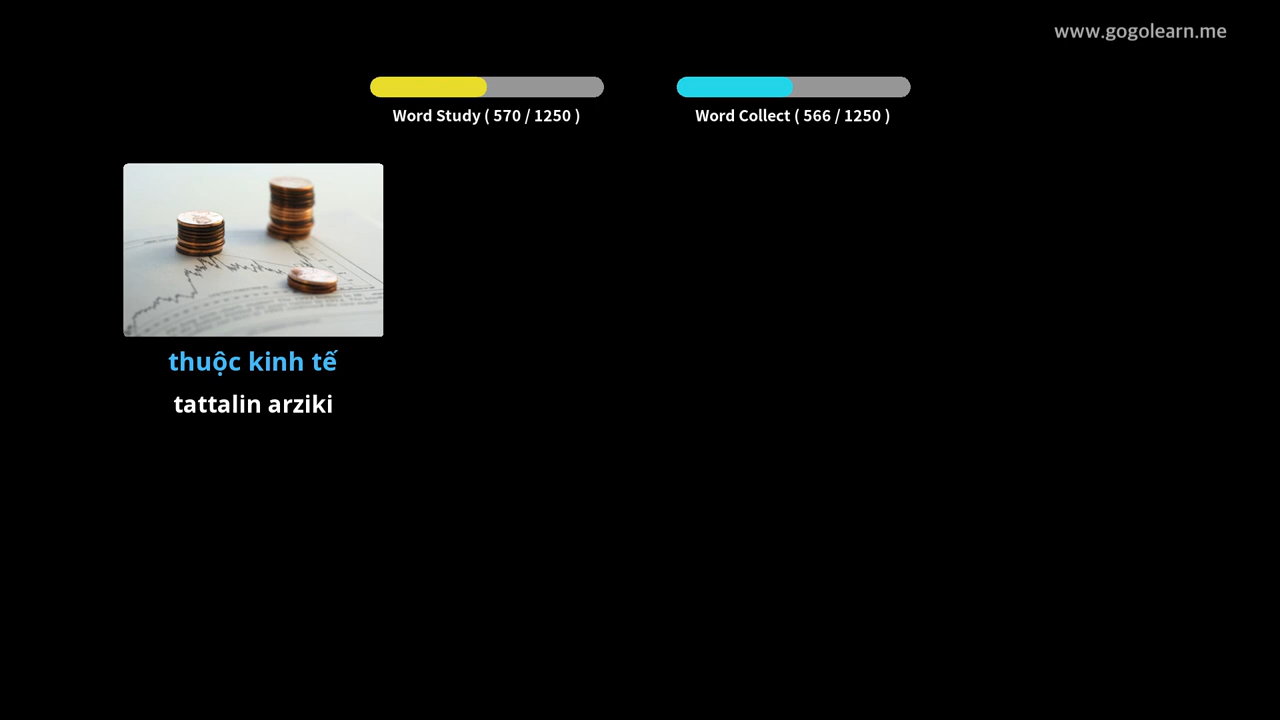 www.gogolearn.me
Word Study ( 570 / 1250 )
Word Collect ( 566 / 1250 )
thuộc kinh tế
tattalin arziki